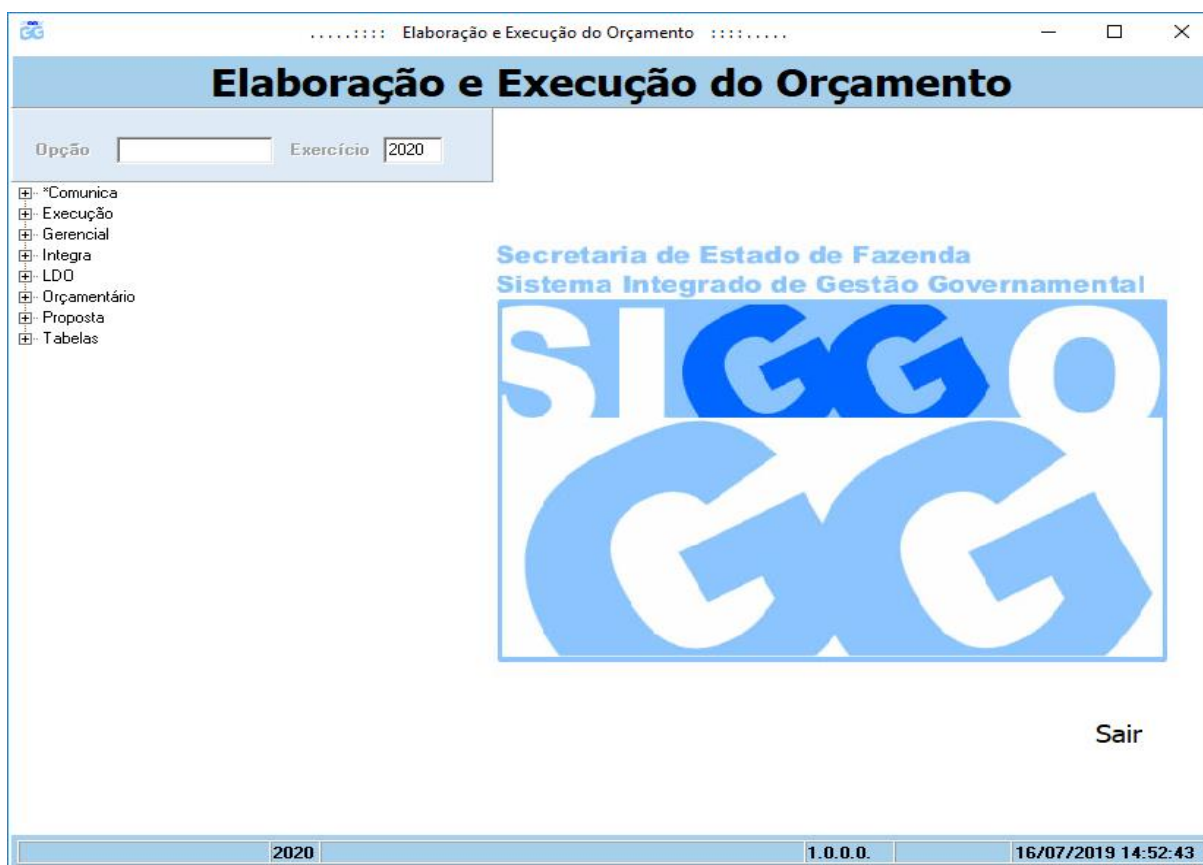 .....:::: Elaboração e Execução do Orçamento ::::.....
Elaboração e Execução do Orçamento
Opção Exercício 2020
*Comunica
Execução
Gerencial
Integra
LDO
Orçamentário
Proposta
Tabelas
Secretaria de Estado de Fazenda
Sistema Integrado de Gestão Governamental
SIGGO
GG
Sair
2020 1.0.0.0. 16/07/2019 14:52:43